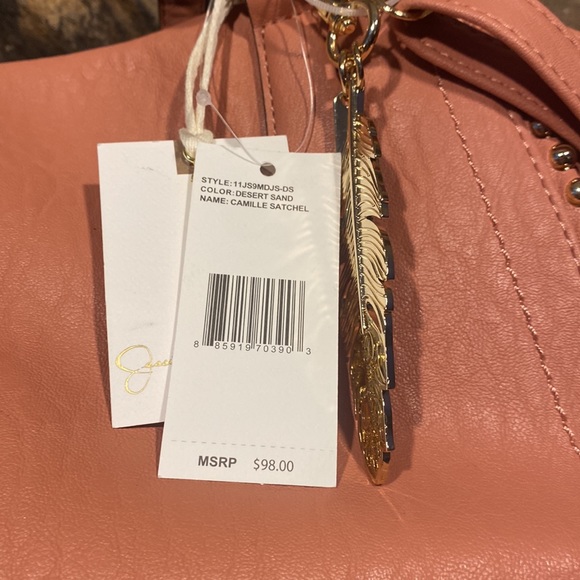 STYLE:11JS9MDJS-DS
COLOR:DESERT SAND
NAME: CAMILLE SATCHEL
8 85919 70390 3
MSRP $98.00